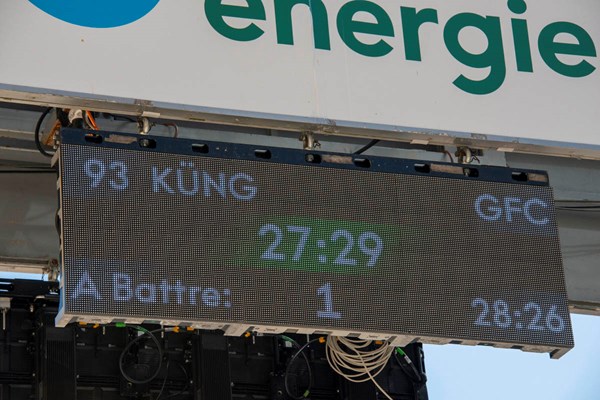 energie
93 KÜNG GFC
27:29
A Battre: 1 28:26